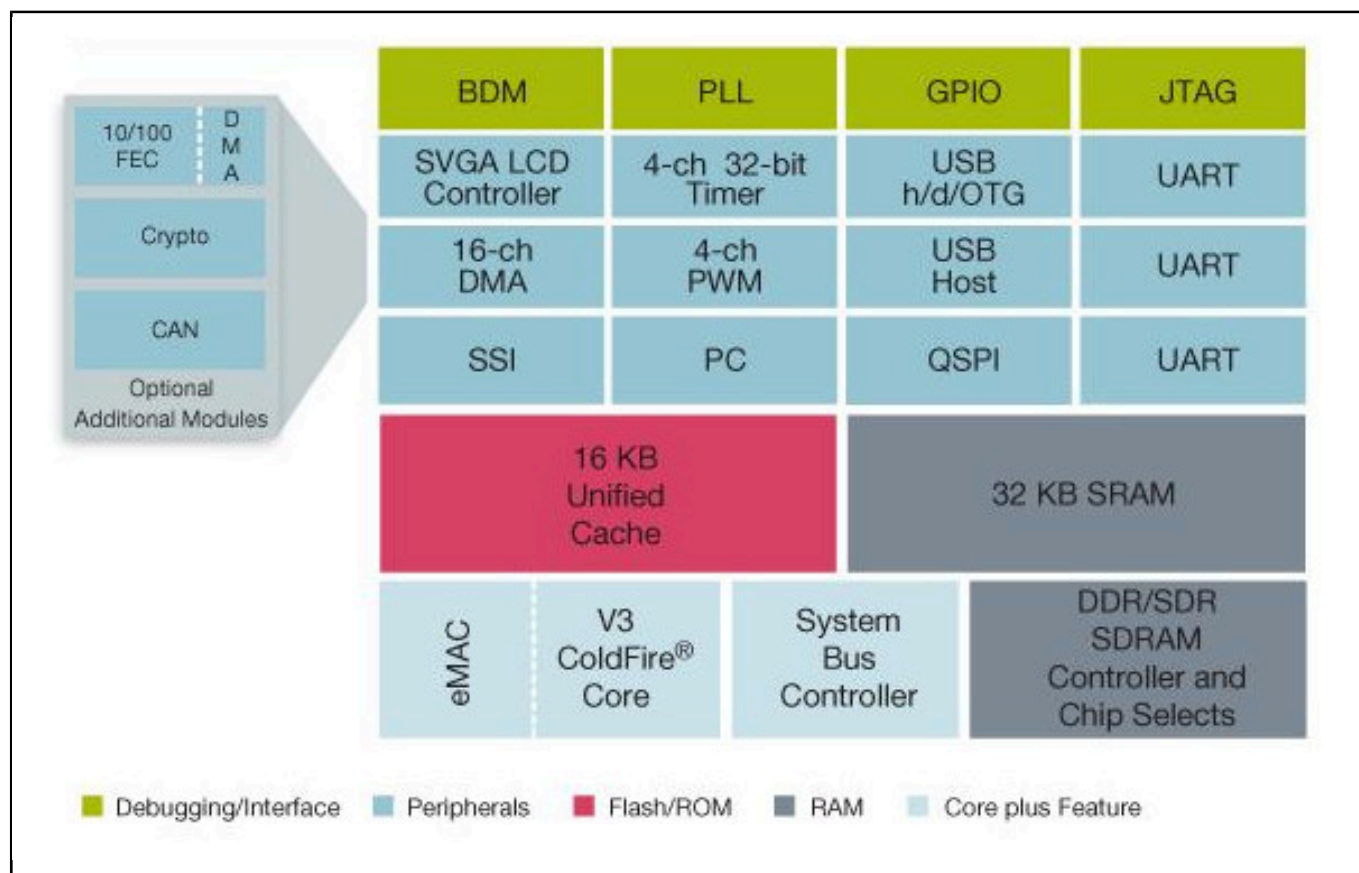 BDM
PLL
GPIO
JTAG
10/100
FEC
D
M
A
Crypto
CAN
Optional
Additional Modules
SVGA LCD
Controller
4-ch 32-bit
Timer
USB
h/d/OTG
UART
16-ch
DMA
4-ch
PWM
USB
Host
UART
SSI
PC
QSPI
UART
16 KB
Unified
Cache
32 KB SRAM
eMAC
V3
ColdFire®
Core
System
Bus
Controller
DDR/SDR
SDRAM
Controller and
Chip Selects
Debugging/Interface
Peripherals
Flash/ROM
RAM
Core plus Feature